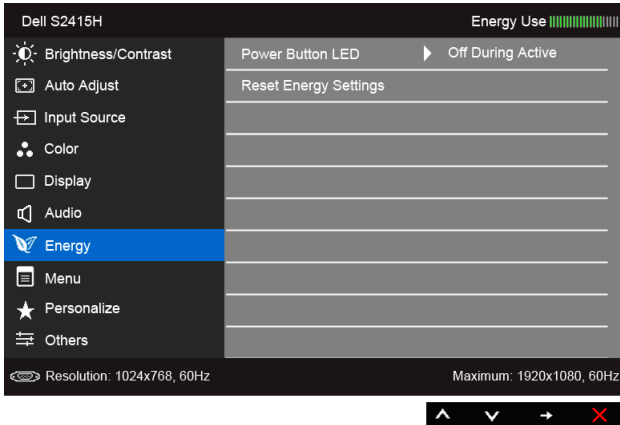 Dell S2415H
Energy Use
Brightness/Contrast
Power Button LED
Off During Active
Auto Adjust
Reset Energy Settings
Input Source
Color
Display
Audio
Energy
Menu
Personalize
Others
Resolution: 1024x768, 60Hz
Maximum: 1920x1080, 60Hz